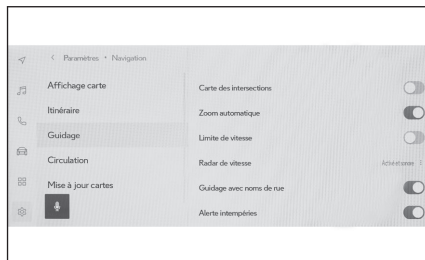 Paramètres • Navigation
Affichage carte
Itinéraire
Guidage
Circulation
Mise à jour cartes
Carte des intersections
Zoom automatique
Limite de vitesse
Radar de vitesse
Guidage avec noms de rue
Alerte intempéries